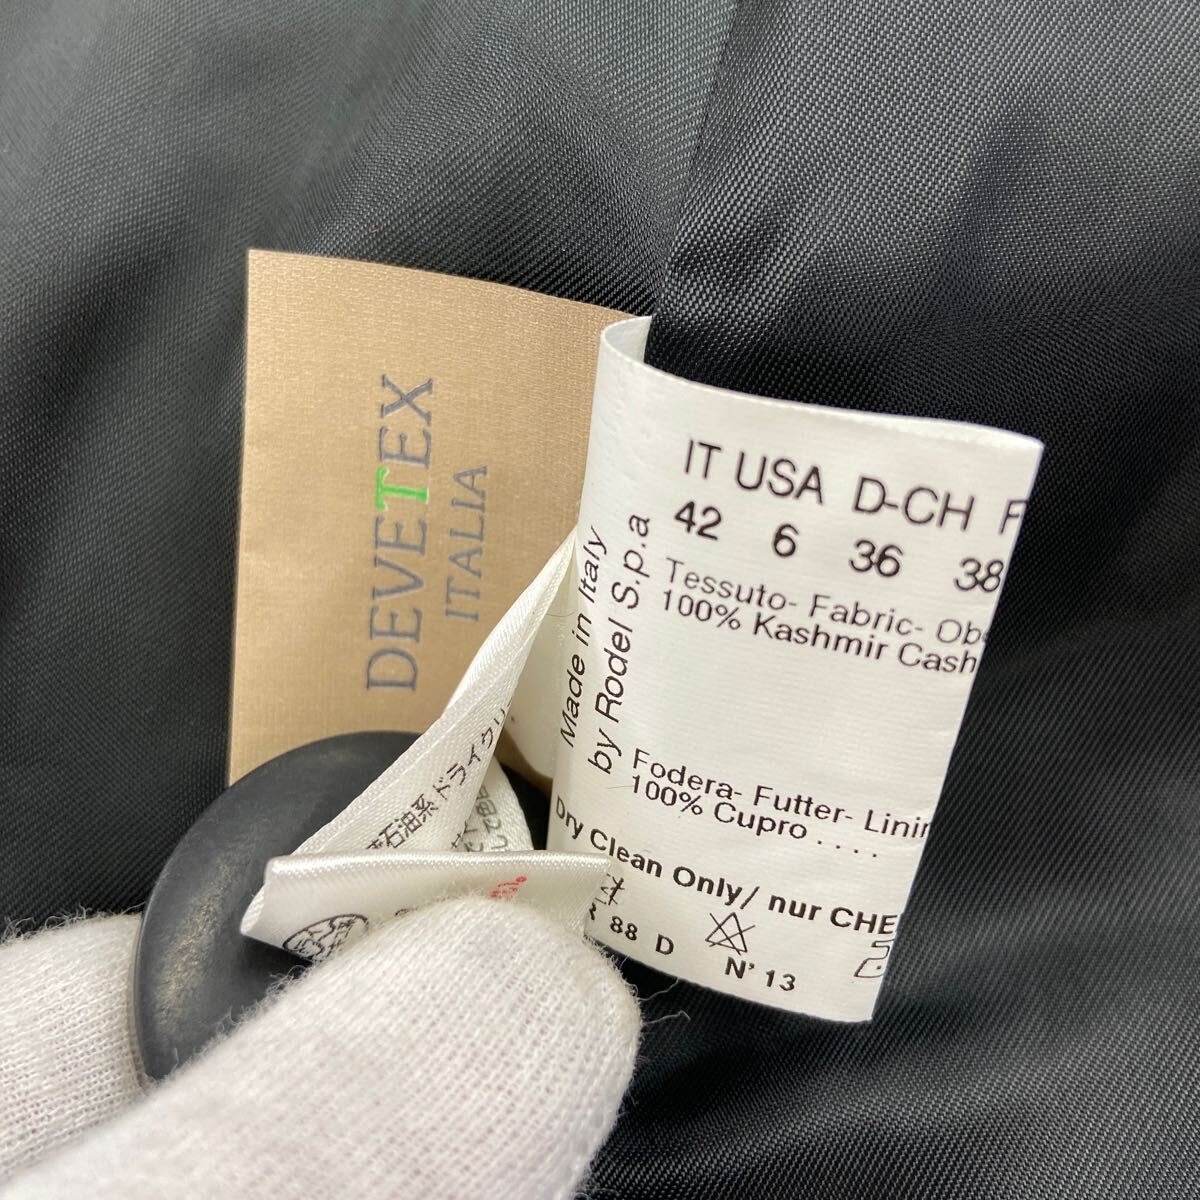 DEVETEX
ITALIA
IT USA D-CH F
42 6 36 38
Made in Italy
by Rodel S.p.a
Tessuto- Fabric- Obe
100% Kashmir Cash
Fodera- Futter- Linin
100% Cupro . . . .
Dry Clean Only/ nur CHE
88 D
N' 13
石油系ドライクリ